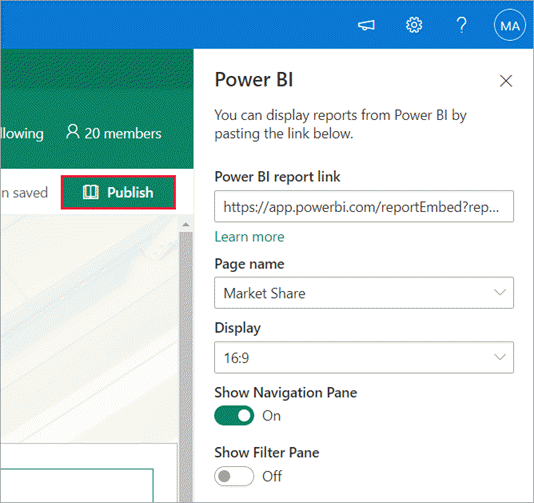 MA
llowing
20 members
n saved
Publish
Power BI
You can display reports from Power BI by
pasting the link below.
Power BI report link
https://app.powerbi.com/reportEmbed?rep...
Learn more
Page name
Market Share
Display
16:9
Show Navigation Pane
On
Show Filter Pane
Off